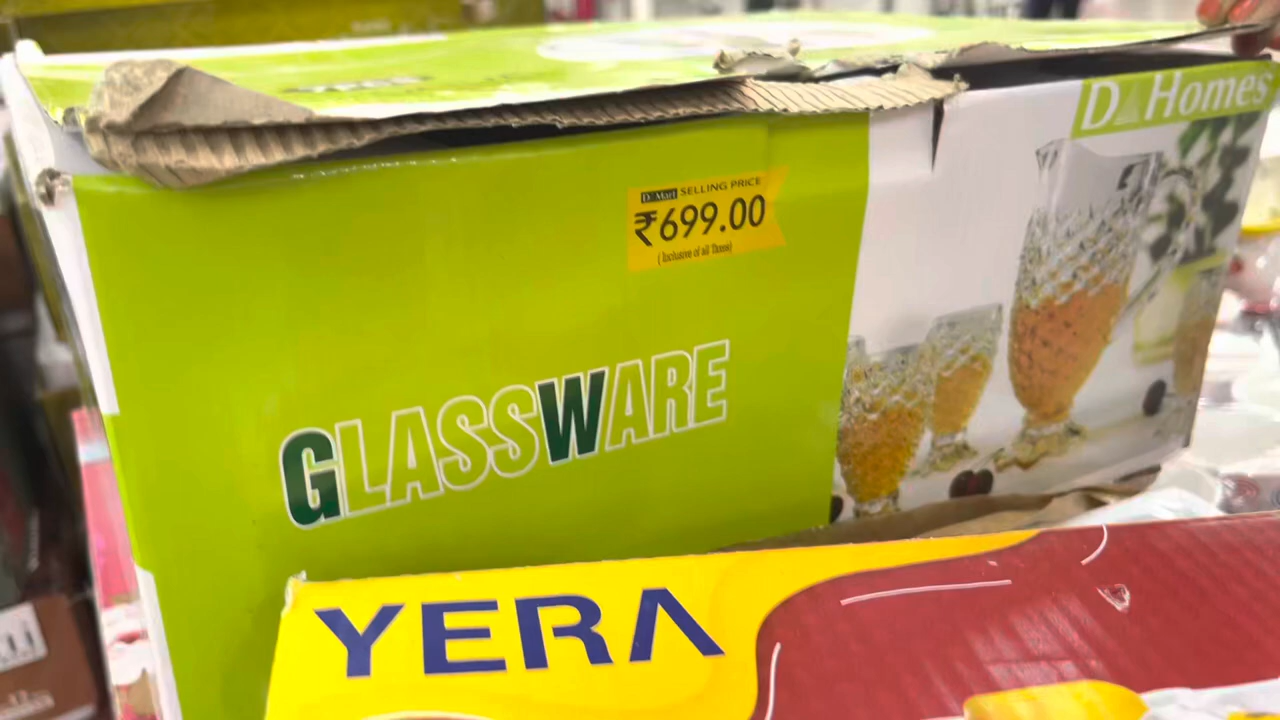 D Homes
D Mart SELLING PRICE
₹699.00
(Inclusive of all Taxes)
GLASSWARE
YERA